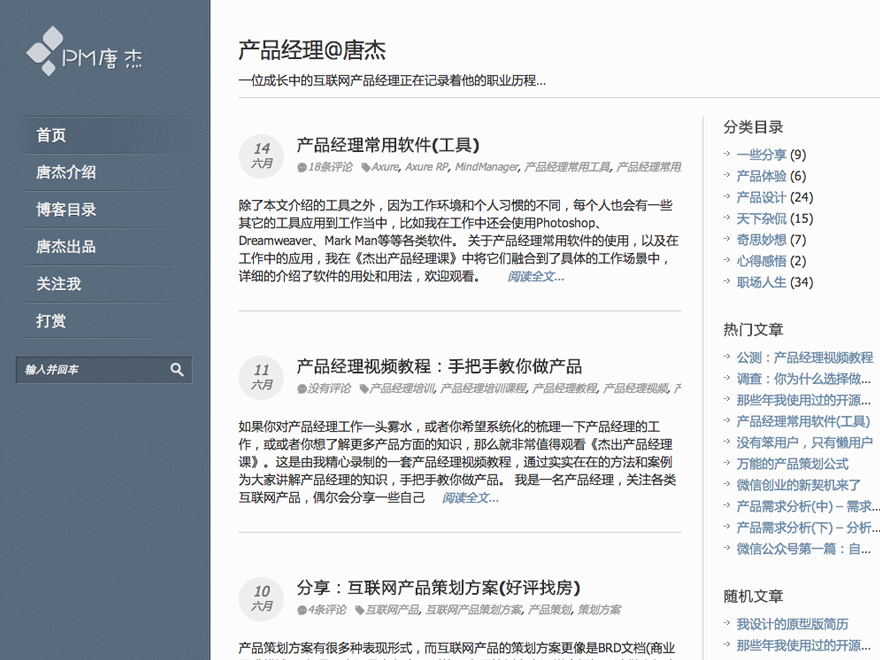 PM唐杰
首页
唐杰介绍
博客目录
唐杰出品
关注我
打赏
输入并回车
产品经理@唐杰
一位成长中的互联网产品经理正在记录着他的职业历程...
14
六月
产品经理常用软件(工具)
18条评论 Axure, Axure RP, MindManager, 产品经理常用工具, 产品经理常用
除了本文介绍的工具之外，因为工作环境和个人习惯的不同，每个人也会有一些
其它的工具应用到工作当中，比如我在工作中还会使用Photoshop、
Dreamweaver、Mark Man等等各类软件。 关于产品经理常用软件的使用，以及在
工作中的应用，我在《杰出产品经理课》中将它们融合到了具体的工作场景中，
详细的介绍了软件的用处和用法，欢迎观看。 阅读全文...
11
六月
产品经理视频教程：手把手教你做产品
没有评论 产品经理培训, 产品经理培训课程, 产品经理教程, 产品经理视频,
如果你对产品经理工作一头雾水，或者你希望系统化的梳理一下产品经理的工
作，或或者你想了解更多产品方面的知识，那么就非常值得观看《杰出产品经理
课》。这是由我精心录制的一套产品经理视频教程，通过实实在在的方法和案例
为大家讲解产品经理的知识，手把手教你做产品。 我是一名产品经理，关注各类
互联网产品，偶尔会分享一些自己 阅读全文...
10
六月
分享：互联网产品策划方案(好评找房)
4条评论 互联网产品, 互联网产品策划方案, 产品策划, 策划方案
产品策划方案有很多种表现形式，而互联网产品的策划方案更像是BRD文档(商业
分类目录
一些分享 (9)
产品体验 (6)
产品设计 (24)
天下杂侃 (15)
奇思妙想 (7)
心得感悟 (2)
职场人生 (34)
热门文章
公测：产品经理视频教程
调查：你为什么选择做...
那些年我使用过的开源...
产品经理常用软件(工具)
没有笨用户，只有懒用户
万能的产品策划公式
微信创业的新契机来了
产品需求分析(中) – 需求...
产品需求分析(下) – 分析...
微信公众号第一篇：自...
随机文章
我设计的原型版简历
那些年我使用过的开源...